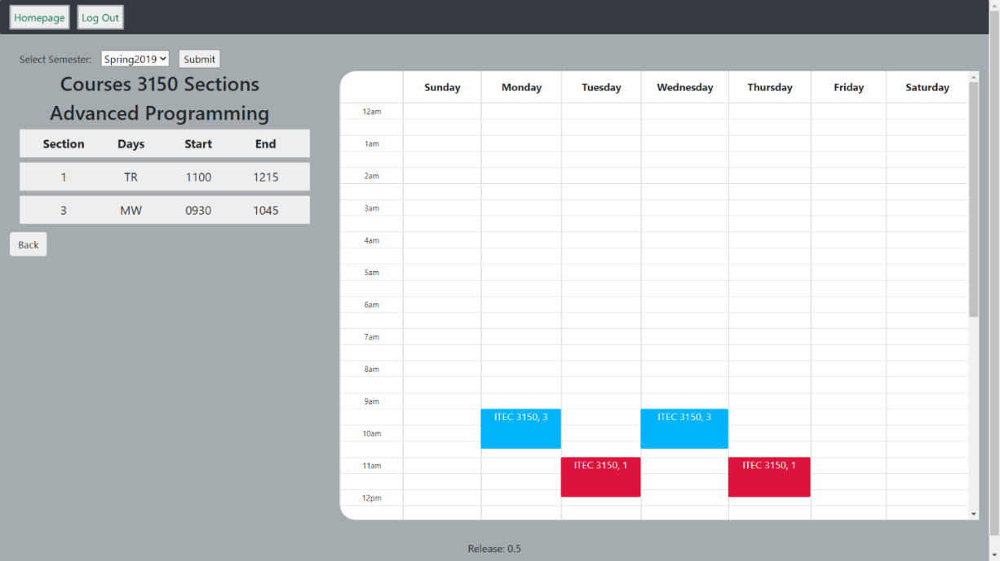 Homepage Log Out
Select Semester: Spring2019 Submit
Courses 3150 Sections
Advanced Programming
Section Days Start End
1 TR 1100 1215
3 MW 0930 1045
Back
Sunday Monday Tuesday Wednesday Thursday Friday Saturday
12am
1am
2am
3am
4am
5am
6am
7am
8am
9am
ITEC 3150, 3 ITEC 3150, 3
10am
11am ITEC 3150, 1 ITEC 3150, 1
12pm
Release: 0.5